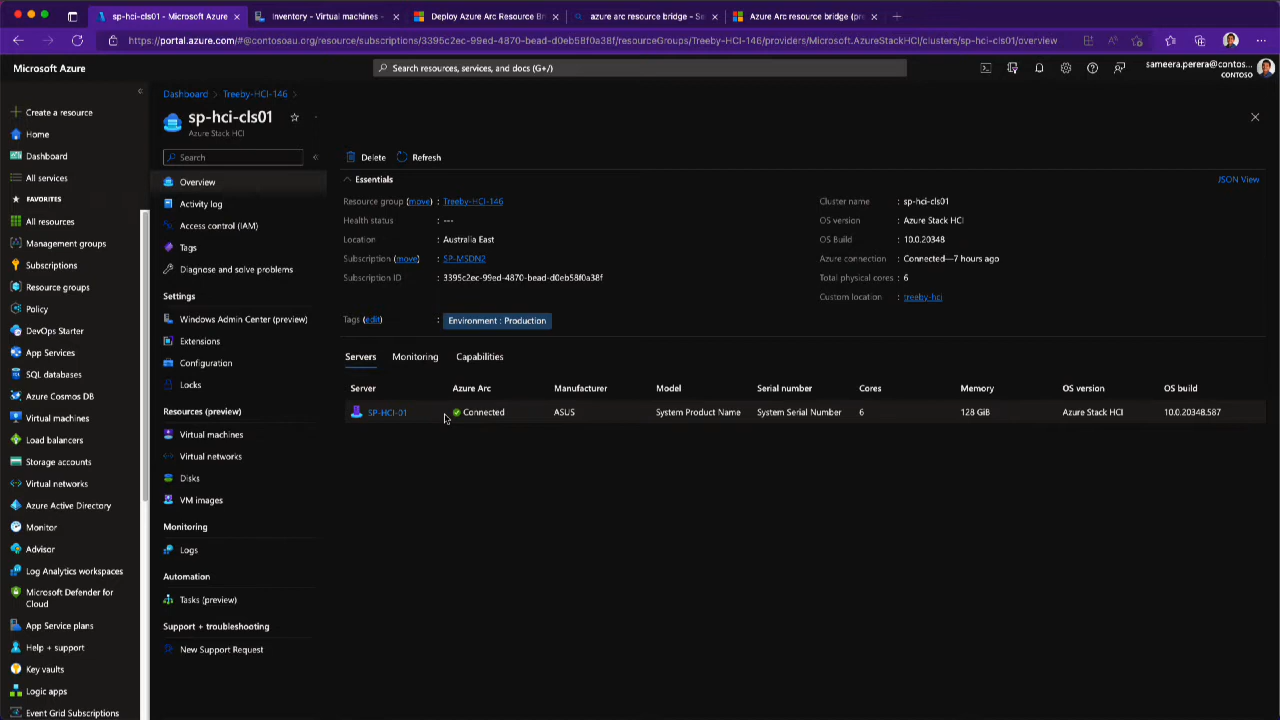 sp-hci-cls01 - Microsoft Azure
Inventory - Virtual machines -
Deploy Azure Arc Resource Br
azure arc resource bridge - Sea
Azure Arc resource bridge (pre
https://portal.azure.com/#@contosoau.org/resource/subscriptions/3395c2ec-99ed-4870-bead-d0eb58f0a38f/resourceGroups/Treeby-HCI-146/providers/Microsoft.AzureStackHCI/clusters/sp-hci-cls01/overview
Microsoft Azure
Search resources, services, and docs (G+/)
sameera.perera@contos...
CONTOSO
Create a resource
Home
Dashboard
All services
FAVORITES
All resources
Management groups
Subscriptions
Resource groups
Policy
DevOps Starter
App Services
SQL databases
Azure Cosmos DB
Virtual machines
Load balancers
Storage accounts
Virtual networks
Azure Active Directory
Monitor
Advisor
Log Analytics workspaces
Microsoft Defender for
Cloud
App Service plans
Help + support
Key vaults
Logic apps
Event Grid Subscriptions
Dashboard > Treeby-HCI-146 >
sp-hci-cls01
Azure Stack HCI
Search
Overview
Activity log
Access control (IAM)
Tags
Diagnose and solve problems
Settings
Windows Admin Center (preview)
Extensions
Configuration
Locks
Resources (preview)
Virtual machines
Virtual networks
Disks
VM images
Monitoring
Logs
Automation
Tasks (preview)
Support + troubleshooting
New Support Request
Delete Refresh
Essentials
JSON View
Resource group (move) : Treeby-HCI-146
Health status : ---
Location : Australia East
Subscription (move) : SP-MSDN2
Subscription ID : 3395c2ec-99ed-4870-bead-d0eb58f0a38f
Tags (edit) : Environment : Production
Cluster name : sp-hci-cls01
OS version : Azure Stack HCI
OS Build : 10.0.20348
Azure connection : Connected—7 hours ago
Total physical cores : 6
Custom location : treeby-hci
Servers Monitoring Capabilities
Server Azure Arc Manufacturer Model Serial number Cores Memory OS version OS build
SP-HCI-01 Connected ASUS System Product Name System Serial Number 6 128 GiB Azure Stack HCI 10.0.20348.587